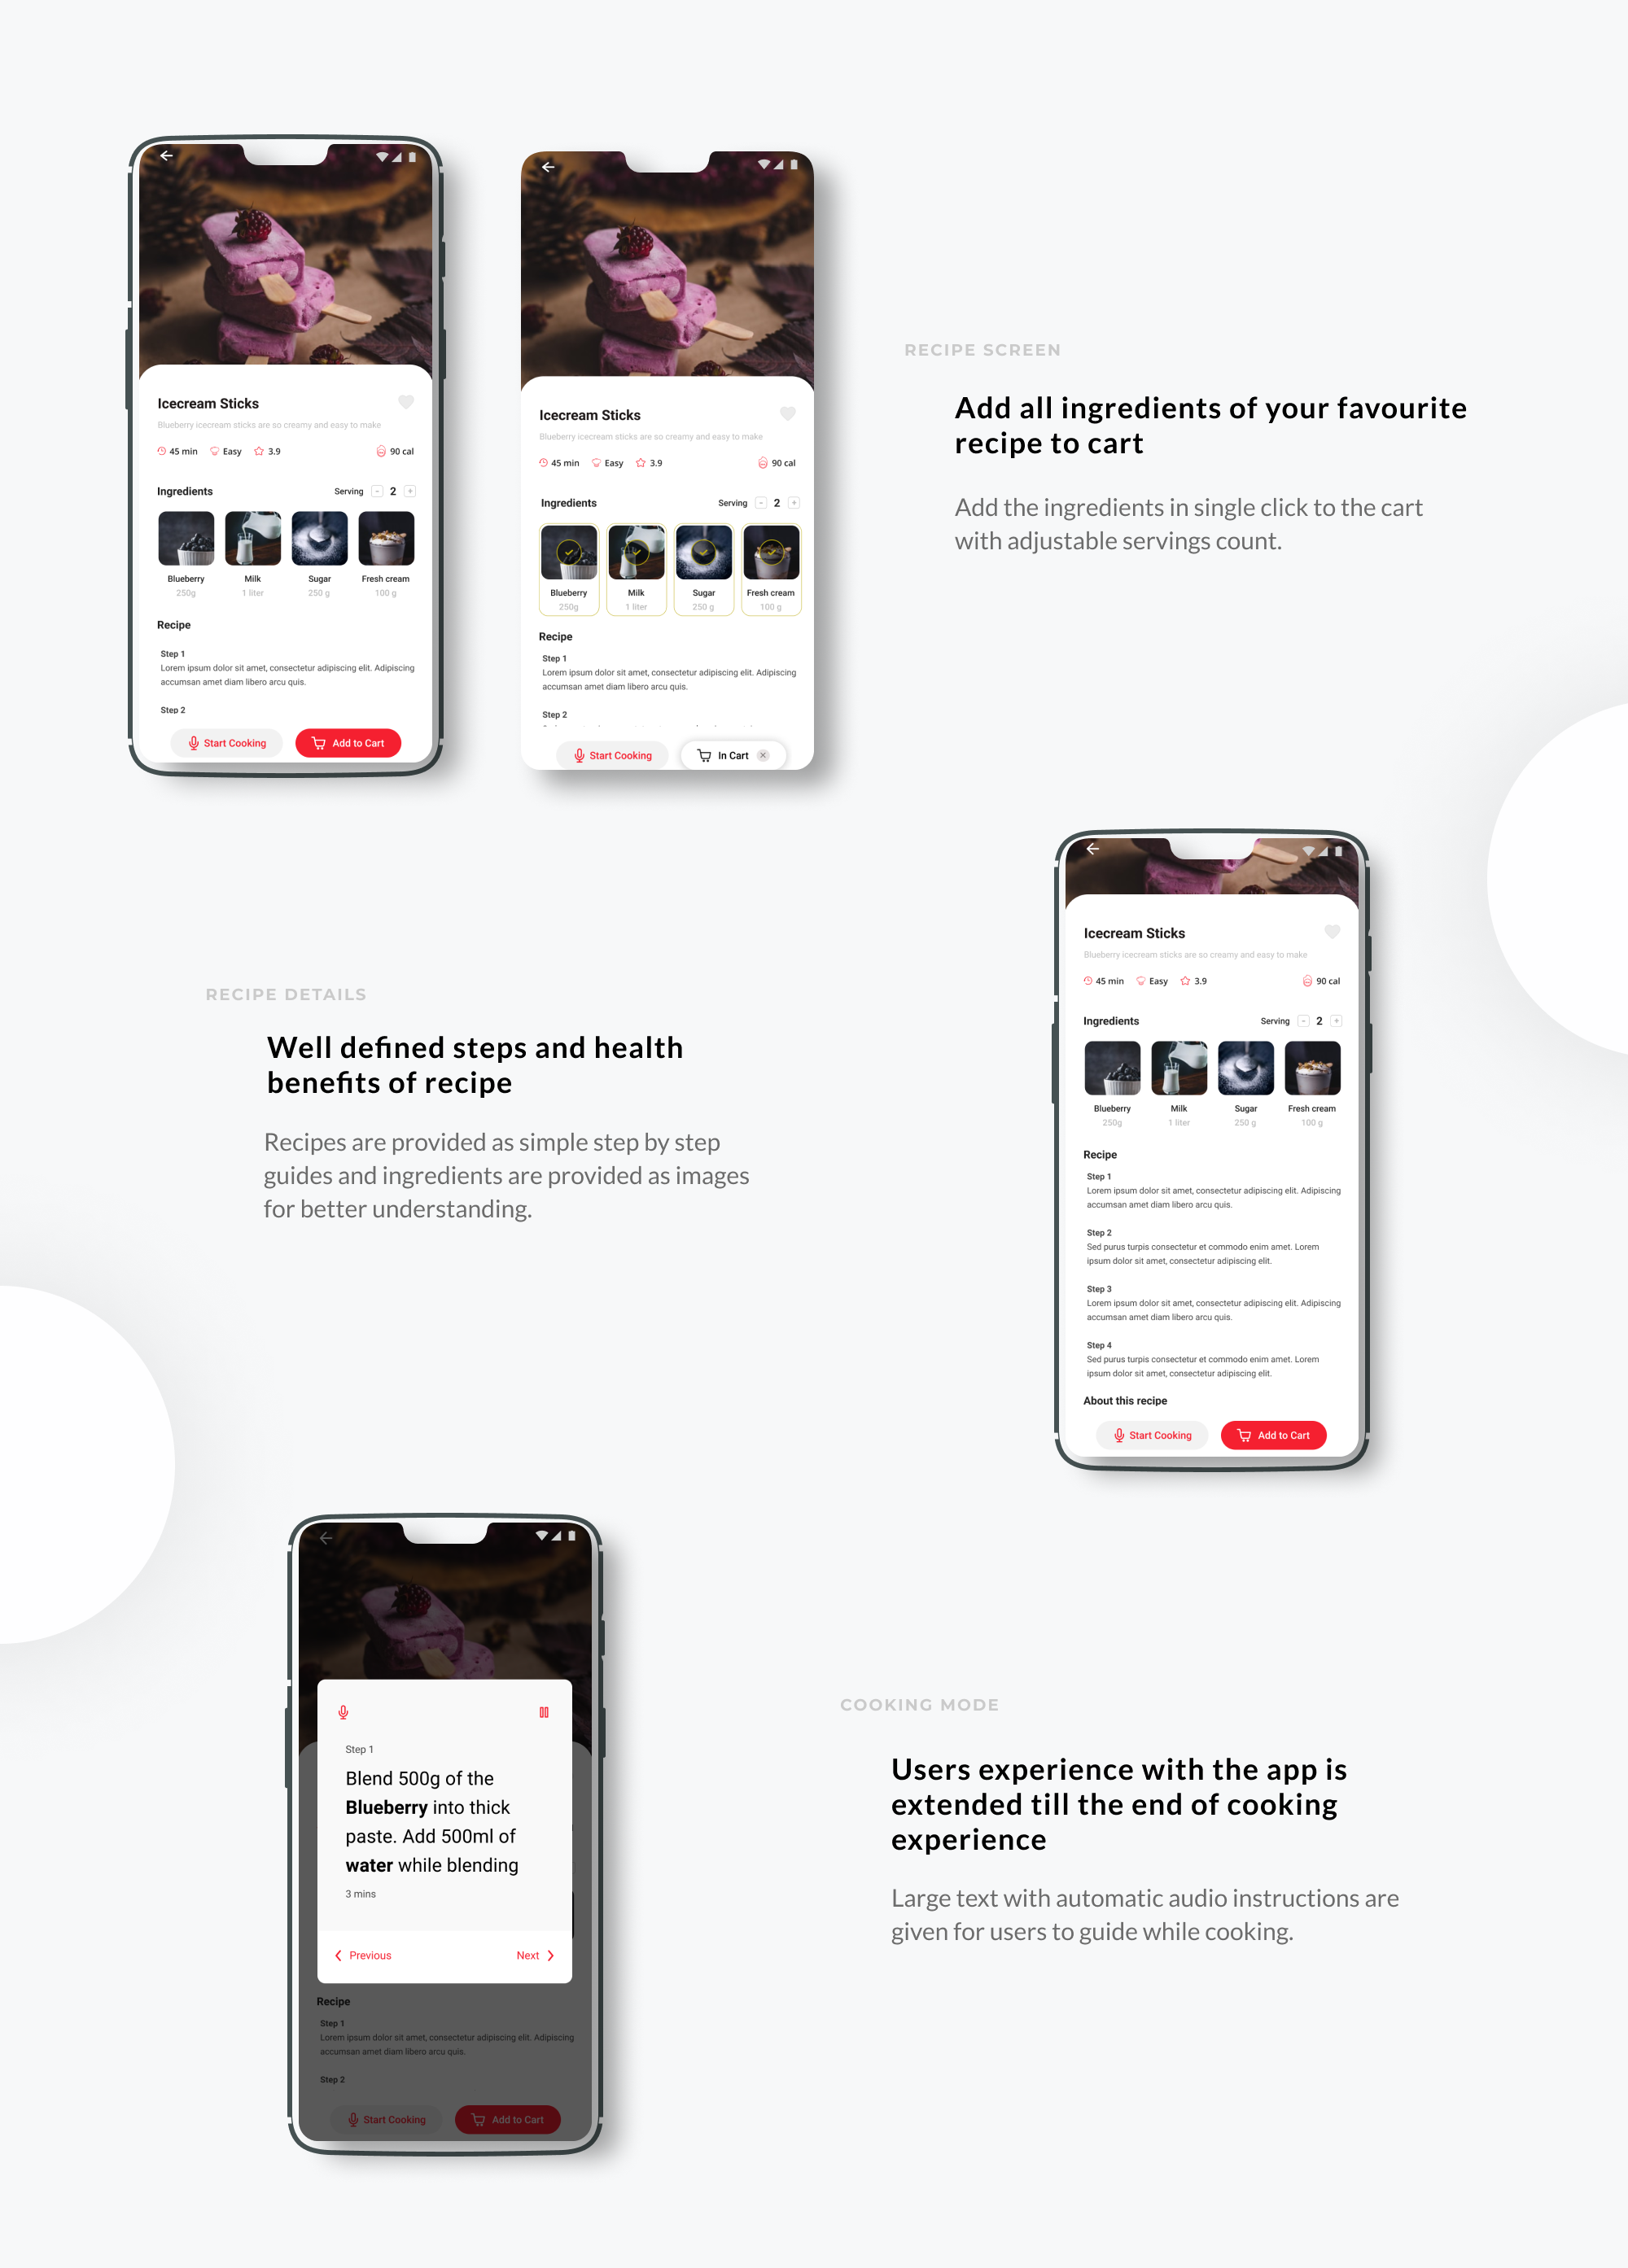 Icecream Sticks
Blueberry icecream sticks are so creamy and easy to make
45 min Easy 3.9 90 cal
Ingredients Serving - 2 +
Blueberry Milk Sugar Fresh cream
250g 1 liter 250 g 100 g
Recipe
Step 1
Lorem ipsum dolor sit amet, consectetur adipiscing elit. Adipiscing
accumsan amet diam libero arcu quis.
Step 2
Start Cooking Add to Cart
Icecream Sticks
Blueberry icecream sticks are so creamy and easy to make
45 min Easy 3.9 90 cal
Ingredients Serving - 2 +
Blueberry Milk Sugar Fresh cream
250g 1 liter 250 g 100 g
Recipe
Step 1
Lorem ipsum dolor sit amet, consectetur adipiscing elit. Adipiscing
accumsan amet diam libero arcu quis.
Step 2
Start Cooking In Cart
RECIPE SCREEN
Add all ingredients of your favourite
recipe to cart
Add the ingredients in single click to the cart
with adjustable servings count.
RECIPE DETAILS
Well defined steps and health
benefits of recipe
Recipes are provided as simple step by step
guides and ingredients are provided as images
for better understanding.
Icecream Sticks
Blueberry icecream sticks are so creamy and easy to make
45 min Easy 3.9 90 cal
Ingredients Serving - 2 +
Blueberry Milk Sugar Fresh cream
250g 1 liter 250 g 100 g
Recipe
Step 1
Lorem ipsum dolor sit amet, consectetur adipiscing elit. Adipiscing
accumsan amet diam libero arcu quis.
Step 2
Sed purus turpis consectetur et commodo enim amet. Lorem
ipsum dolor sit amet, consectetur adipiscing elit.
Step 3
Lorem ipsum dolor sit amet, consectetur adipiscing elit. Adipiscing
accumsan amet diam libero arcu quis.
Step 4
Sed purus turpis consectetur et commodo enim amet. Lorem
ipsum dolor sit amet, consectetur adipiscing elit.
About this recipe
Start Cooking Add to Cart
Step 1
Blend 500g of the
Blueberry into thick
paste. Add 500ml of
water while blending
3 mins
Previous Next
Recipe
Step 1
Lorem ipsum dolor sit amet, consectetur adipiscing elit. Adipiscing
accumsan amet diam libero arcu quis.
Step 2
Start Cooking Add to Cart
COOKING MODE
Users experience with the app is
extended till the end of cooking
experience
Large text with automatic audio instructions are
given for users to guide while cooking.